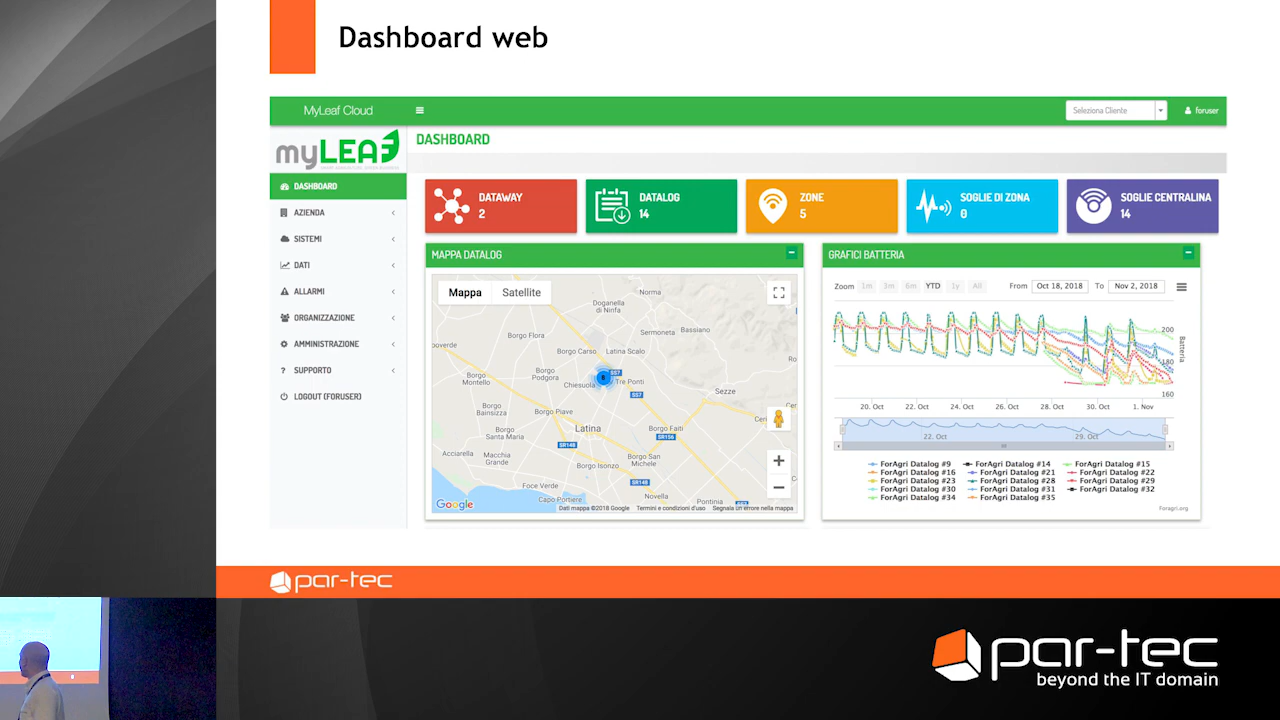 Dashboard web
MyLeaf Cloud
Seleziona Cliente
foruser
myLEAF
DASHBOARD
DASHBOARD
AZIENDA
SISTEMI
DATI
ALLARMI
ORGANIZZAZIONE
AMMINISTRAZIONE
SUPPORTO
LOGOUT (FORUSER)
DATAWAY
2
DATALOG
14
ZONE
5
SOGLIE DI ZONA
0
SOGLIE CENTRALINA
14
MAPPA DATALOG
Mappa
Satellite
Norma
Doganella
di Ninfa
Borgo Flora
Sermoneta
Bassiano
overde
Borgo Carso
Latina Scalo
Borgo
Montello
Borgo
Podgora
Chiesuola
8
SS7
Tre Ponti
SS7
Sezze
Borgo
Bainsizza
Borgo Piave
Latina
Borgo Faiti
SR156
Borgo
Santa Maria
SR148
Acciarella
Macchia
Grande
Borgo San
Michele
Borgo Isonzo
Foce Verde
SR148
Capo Portiere
Novella
Pontinia
Google
Dati mappa ©2018 Google
Termini e condizioni d'uso
Segnala un errore nella mappa
GRAFICI BATTERIA
Zoom 1m 3m 6m YTD 1y All
From Oct 18, 2018 To Nov 2, 2018
200
180
160
Batteria
20. Oct 22. Oct 24. Oct 26. Oct 28. Oct 30. Oct 1. Nov
22. Oct 29. Oct
ForAgri Datalog #9 ForAgri Datalog #14 ForAgri Datalog #15
ForAgri Datalog #16 ForAgri Datalog #21 ForAgri Datalog #22
ForAgri Datalog #23 ForAgri Datalog #28 ForAgri Datalog #29
ForAgri Datalog #30 ForAgri Datalog #31 ForAgri Datalog #32
ForAgri Datalog #34 ForAgri Datalog #35
Foragri.org
par-tec
par-tec
beyond the IT domain